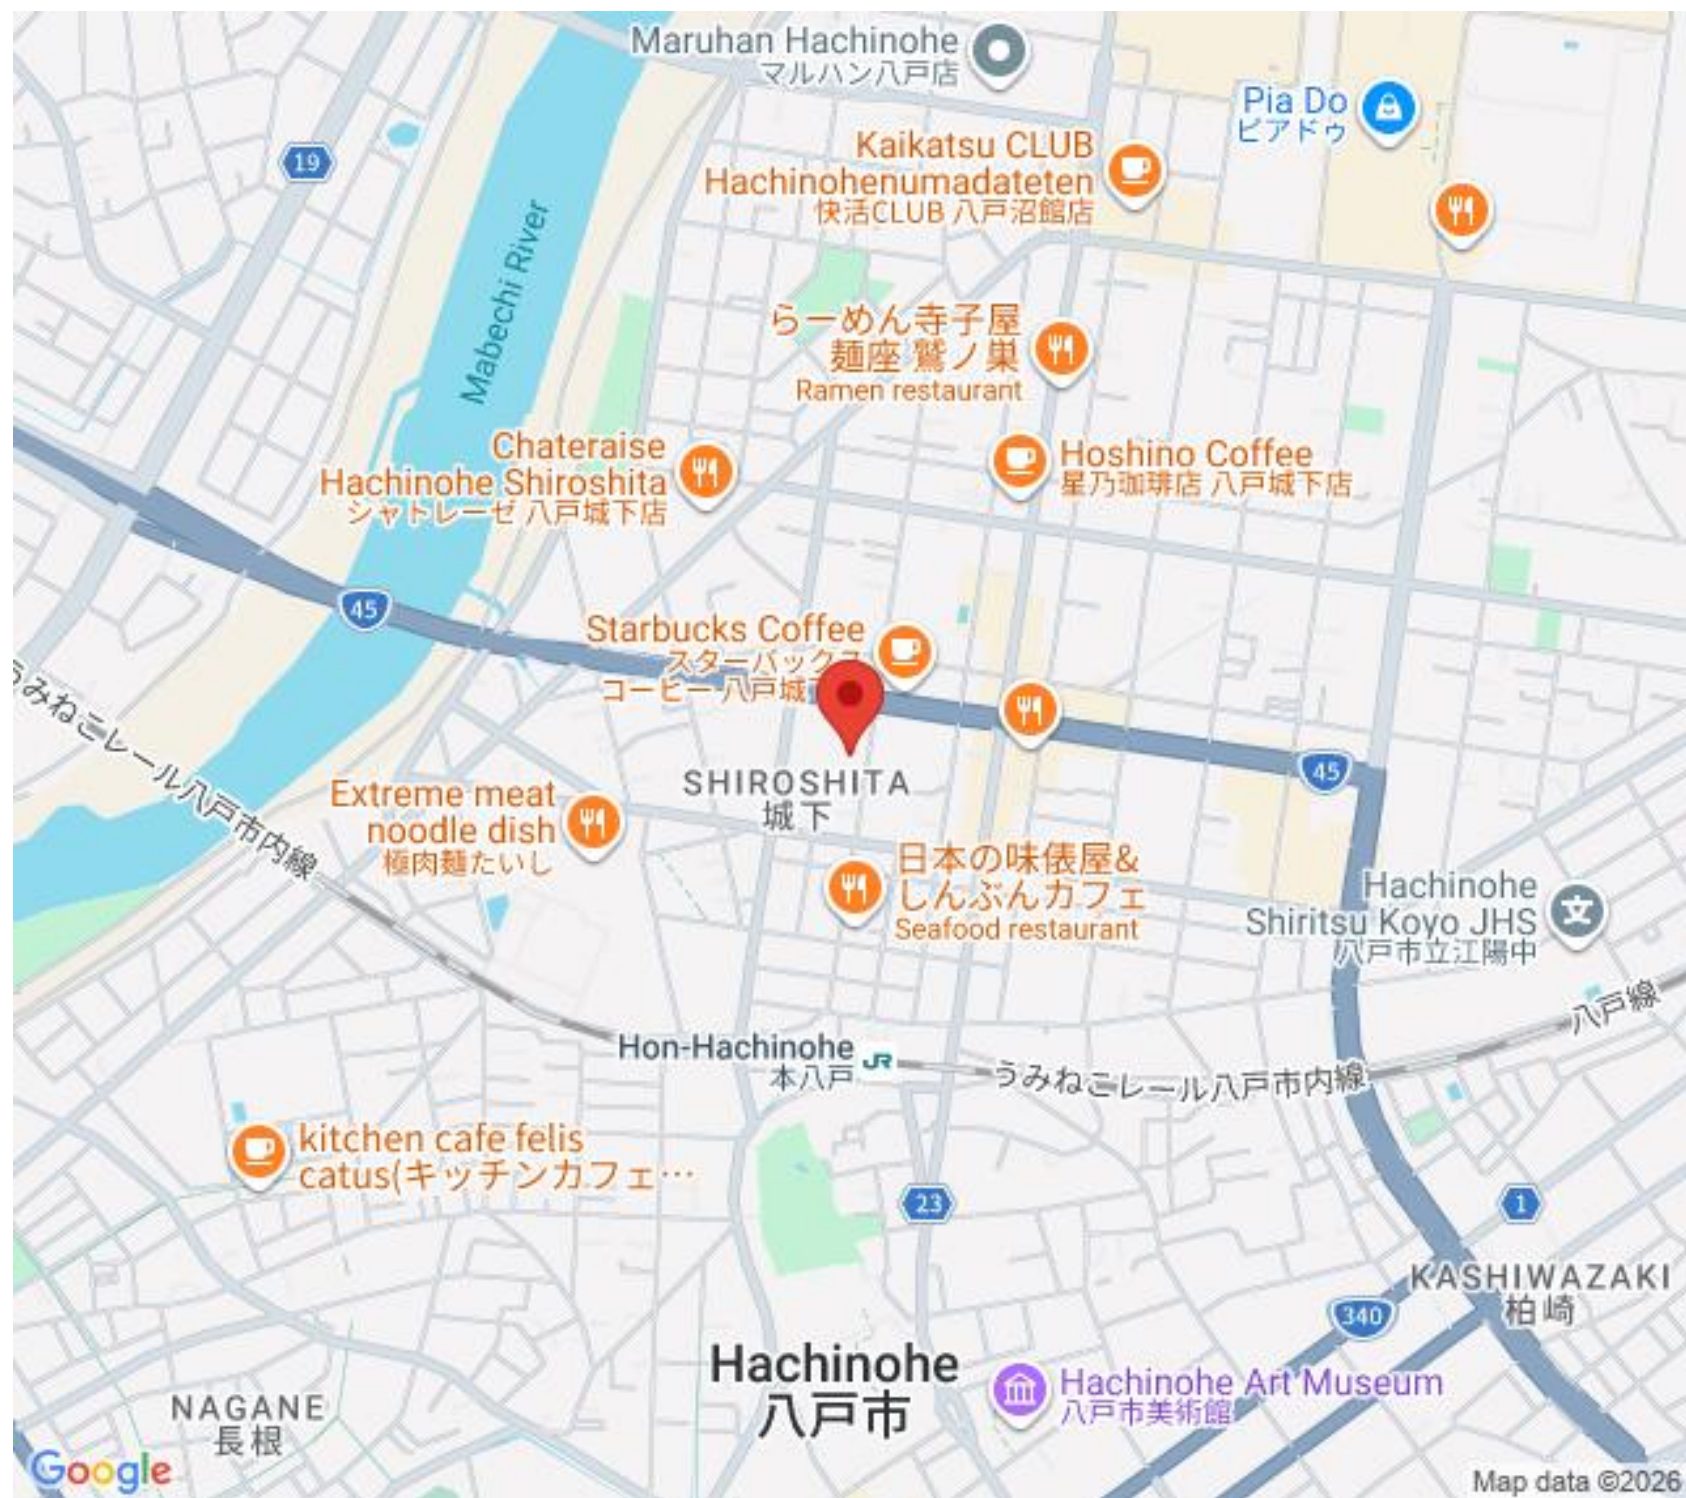 Maruhan Hachinohe
マルハン八戸店
Pia Do
ピアドゥ
19
Kaikatsu CLUB
Hachinohenumadateten
快活CLUB 八戸沼館店
Mabechi River
らーめん寺子屋
麺座 鷲ノ巣
Ramen restaurant
Chateraise
Hachinohe Shiroshita
シャトレーゼ 八戸城下店
Hoshino Coffee
星乃珈琲店 八戸城下店
45
Starbucks Coffee
スターバックス
コーヒー 八戸城
うみねこレール八戸市内線
45
SHIROSHITA
城下
Extreme meat
noodle dish
極肉麺たいし
日本の味俵屋&
しんぶんカフェ
Seafood restaurant
Hachinohe
Shiritsu Koyo JHS
八戸市立江陽中
文
八戸線
Hon-Hachinohe
本八戸
JR
うみねこレール八戸市内線
kitchen cafe felis
catus(キッチンカフェ…
23
1
KASHIWAZAKI
柏崎
340
Hachinohe
八戸市
Hachinohe Art Museum
八戸市美術館
NAGANE
長根
Google
Map data ©2026